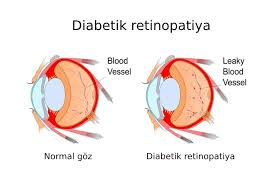 Diabetik retinopatiya
Blood
Vessel
Leaky
Blood
Vessel
Normal göz
Diabetik retinopatiya